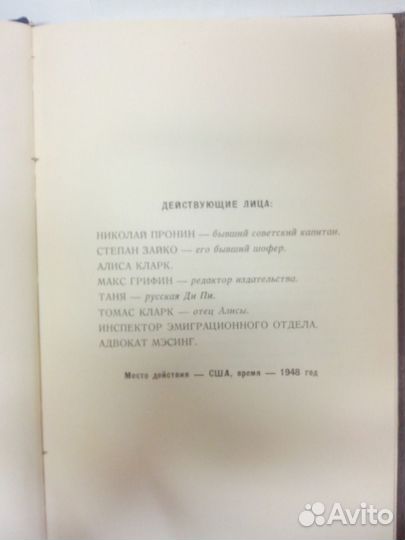 ДЕЙСТВУЮЩИЕ ЛИЦА:
НИКОЛАЙ ПРОНИН — бывший советский капитан.
СТЕПАН ЗАЙКО — его бывший шофер.
АЛИСА КЛАРК.
МАКС ГРИФИН — редактор издательства.
ТАНЯ — русская Ди Пи.
ТОМАС КЛАРК — отец Алисы.
ИНСПЕКТОР ЭМИГРАЦИОННОГО ОТДЕЛА.
АДВОКАТ МЭСИНГ.
Место действия — США, время — 1948 год
Avito